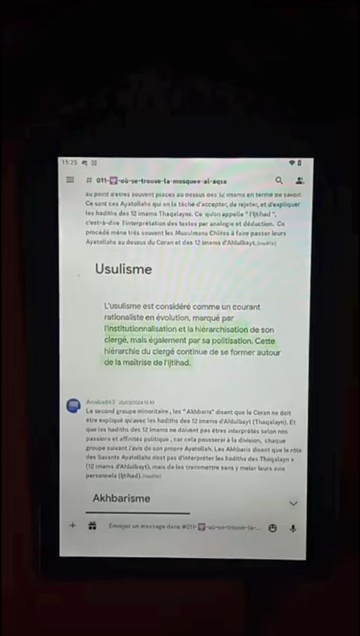 15:25
# 011-🕌-où-se-trouve-la-mosquee-al-aqsa
au point d'etres souvent placés au dessus des 12 imams en terme de savoir.
Ce sont ces Ayatollahs qui on la tâche d'accepter, de rejeter, et d'expliquer
les hadiths des 12 imams Thaqalayns. Ce qu'on appelle "l'Ijtihad",
c'est-à-dire l'interprétation des textes par analogie et déduction. Ce
procédé mène très souvent les Musulmans Chiites à faire passer leurs
Ayatollahs au dessus du Coran et des 12 imams d'Ahlulbayt. (modifié)
Usulisme
L'usulisme est considéré comme un courant
rationaliste en évolution, marqué par
l'institutionnalisation et la hiérarchisation de son
clergé, mais également par sa politisation. Cette
hiérarchie du clergé continue de se former autour
de la maîtrise de l'ijtihad.
Le second groupe minoritaire, les "Akhbaris" disent que le Coran ne doit
être expliqué qu'avec les hadiths des 12 imams d'Ahlulbayt (Thaqalayn). Et
que les hadiths des 12 imams ne doivent pas êtres interprétés selon nos
passions et affinités politique, car cela pousserai à la division, chaque
groupe suivant l'avis de son propre Ayatollah. Les Akhbaris disent que le rôle
des Savants Ayatollahs n'est pas d'interpréter les hadiths des Thaqalayns
(12 imams d'Ahlulbayt), mais de les transmettre sans y meler leurs avis
personnels (Ijtihad). (modifié)
Akhbarisme
Envoyer un message dans #011-🕌-où-se-trouve-la-...